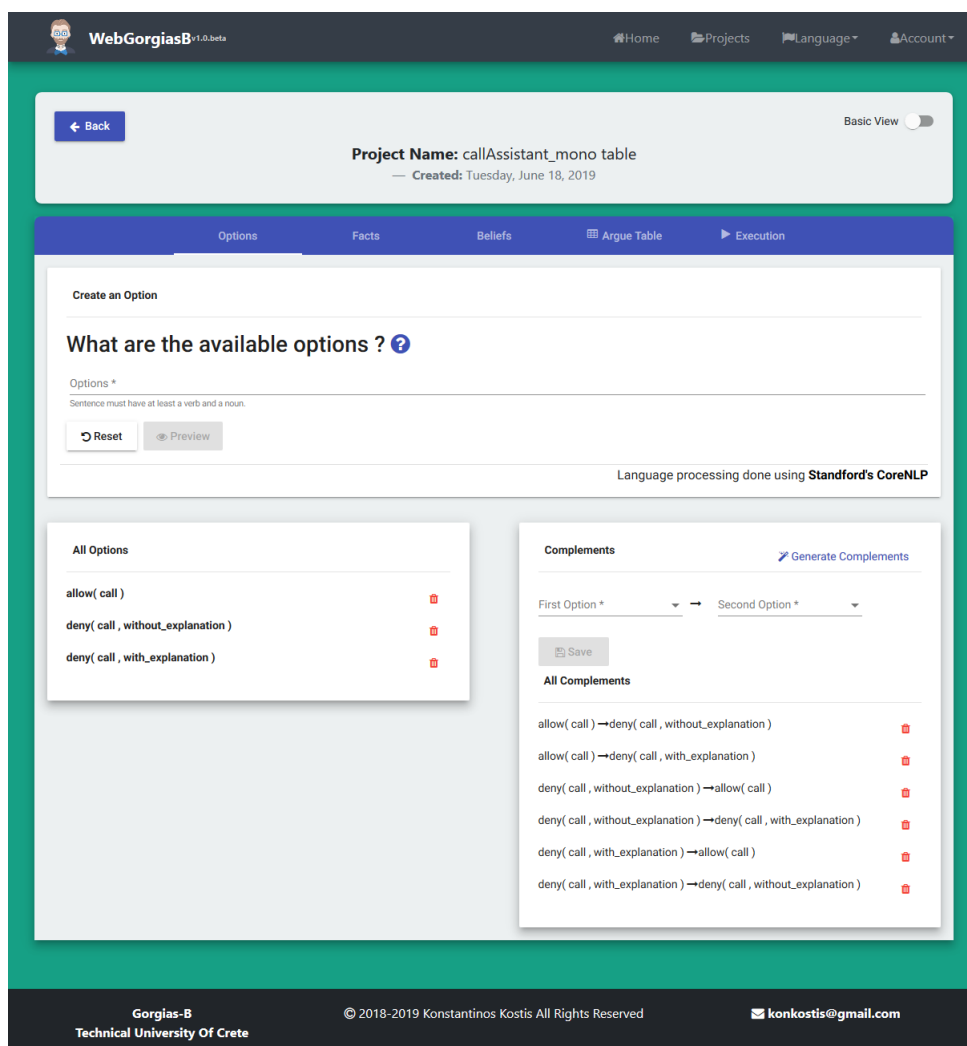 WebGorgiasB v1.0.beta
Home Projects Language Account
Back
Basic View
Project Name: callAssistant_mono table
— Created: Tuesday, June 18, 2019
Options Facts Beliefs Argue Table Execution
Create an Option
What are the available options ?
Options *
Sentence must have at least a verb and a noun.
Reset Preview
Language processing done using Standford's CoreNLP
All Options
allow( call )
deny( call , without_explanation )
deny( call , with_explanation )
Complements
Generate Complements
First Option * → Second Option *
Save
All Complements
allow( call ) →deny( call , without_explanation )
allow( call ) →deny( call , with_explanation )
deny( call , without_explanation ) →allow( call )
deny( call , without_explanation ) →deny( call , with_explanation )
deny( call , with_explanation ) →allow( call )
deny( call , with_explanation ) →deny( call , without_explanation )
Gorgias-B
Technical University Of Crete
© 2018-2019 Konstantinos Kostis All Rights Reserved
konkostis@gmail.com